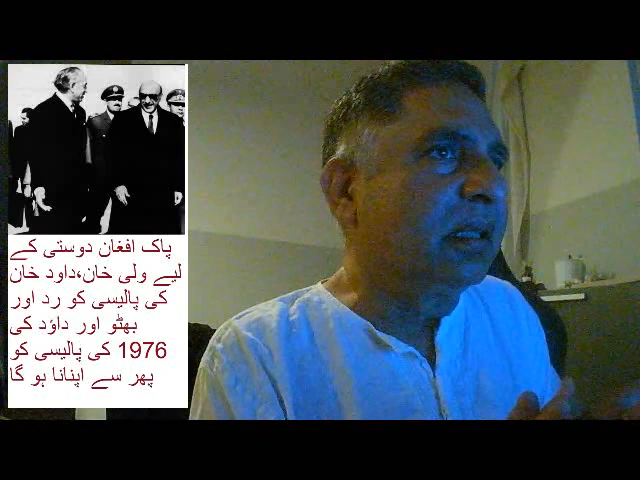 پاک افغان دوستی کے
لیے ولی خان،داود خان
کی پالیسی کو رد اور
بھٹو اور داؤد کی
1976 کی پالیسی کو
پھر سے اپنانا ہو گا